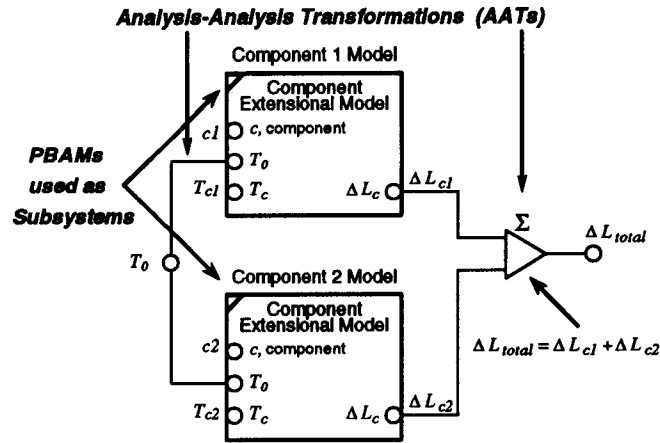 Analysis-Analysis Transformations (AATs)
Component 1 Model
Component
Extensional Model
c1
c, component
T0
Tc1
Tc
ΔLc
ΔLc1
PBAMs
used as
Subsystems
T0
Σ
ΔLtotal
ΔLtotal = ΔLc1 + ΔLc2
Component 2 Model
Component
Extensional Model
c2
c, component
T0
Tc2
Tc
ΔLc
ΔLc2